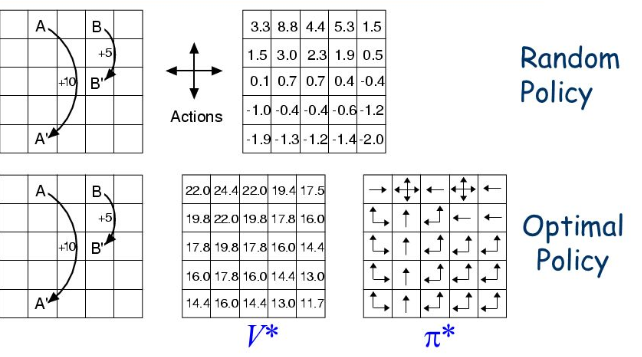 A B
+5
+10 B'
A'
Actions
3.3 8.8 4.4 5.3 1.5
1.5 3.0 2.3 1.9 0.5
0.1 0.7 0.7 0.4 -0.4
-1.0 -0.4 -0.4 -0.6 -1.2
-1.9 -1.3 -1.2 -1.4 -2.0
Random
Policy
A B
+5
+10 B'
A'
22.0 24.4 22.0 19.4 17.5
19.8 22.0 19.8 17.8 16.0
17.8 19.8 17.8 16.0 14.4
16.0 17.8 16.0 14.4 13.0
14.4 16.0 14.4 13.0 11.7
V*
π*
Optimal
Policy